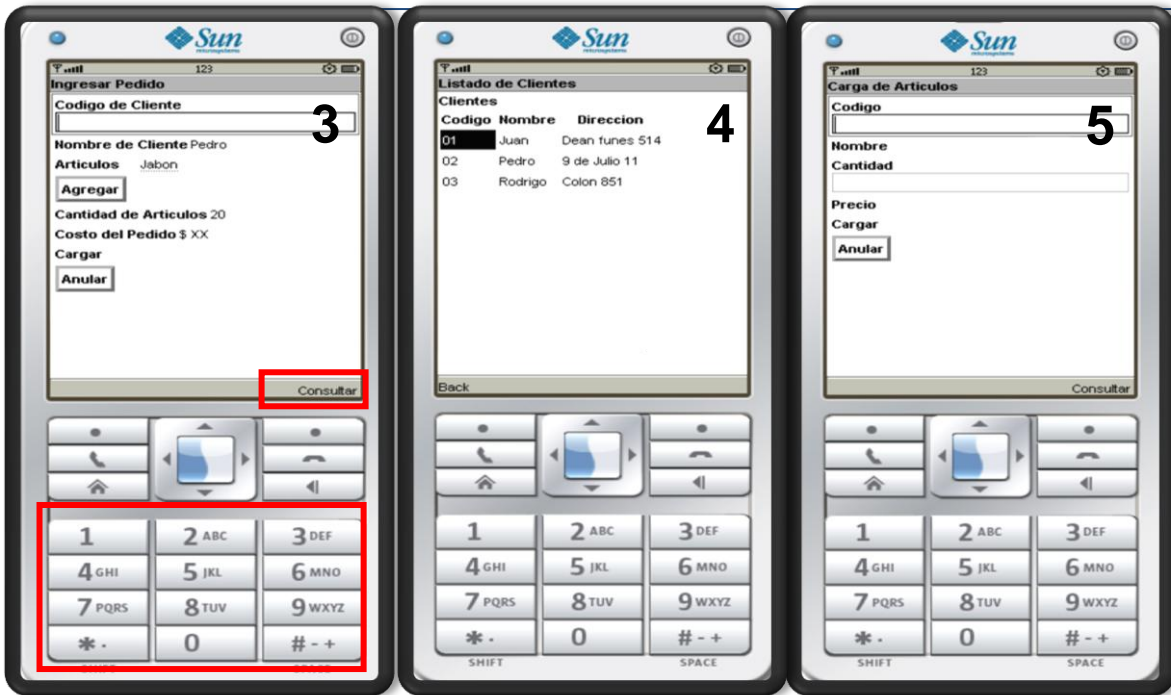 Sun
microsystems
123
Ingresar Pedido
Codigo de Cliente
3
Nombre de Cliente Pedro
Articulos Jabon
Agregar
Cantidad de Articulos 20
Costo del Pedido $ XX
Cargar
Anular
Consultar
1
2 ABC
3 DEF
4 GHI
5 JKL
6 MNO
7 PQRS
8 TUV
9 WXYZ
* .
0
# - +
SHIFT
SPACE
Sun
microsystems
Listado de Clientes
Clientes
4
Codigo Nombre Direccion
01 Juan Dean funes 514
02 Pedro 9 de Julio 11
03 Rodrigo Colon 851
Back
1
2 ABC
3 DEF
4 GHI
5 JKL
6 MNO
7 PQRS
8 TUV
9 WXYZ
* .
0
# - +
SHIFT
SPACE
Sun
microsystems
123
Carga de Articulos
Codigo
5
Nombre
Cantidad
Precio
Cargar
Anular
Consultar
1
2 ABC
3 DEF
4 GHI
5 JKL
6 MNO
7 PQRS
8 TUV
9 WXYZ
* .
0
# - +
SHIFT
SPACE